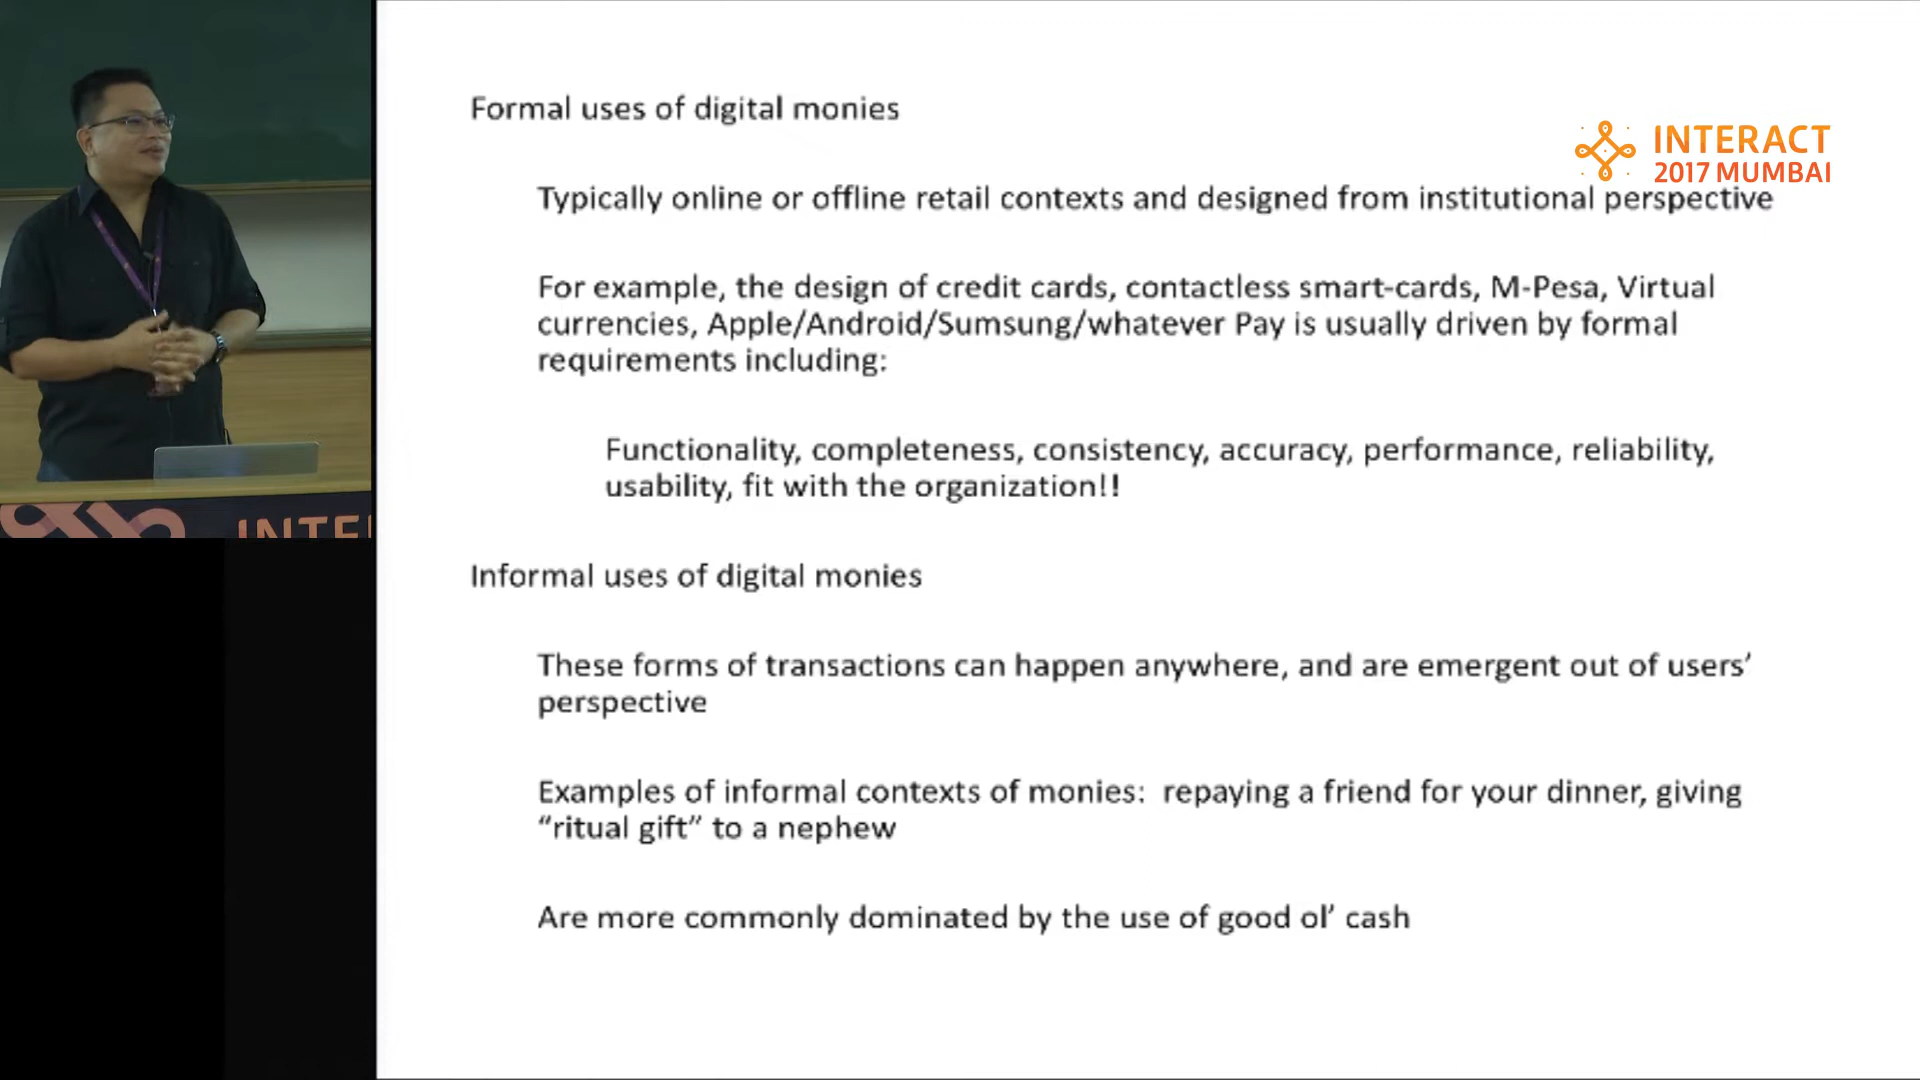 Formal uses of digital monies
INTERACT
2017 MUMBAI
Typically online or offline retail contexts and designed from institutional perspective
For example, the design of credit cards, contactless smart-cards, M-Pesa, Virtual
currencies, Apple/Android/Sumsung/whatever Pay is usually driven by formal
requirements including:
Functionality, completeness, consistency, accuracy, performance, reliability,
usability, fit with the organization!!
Informal uses of digital monies
These forms of transactions can happen anywhere, and are emergent out of users’
perspective
Examples of informal contexts of monies:  repaying a friend for your dinner, giving
“ritual gift” to a nephew
Are more commonly dominated by the use of good ol’ cash